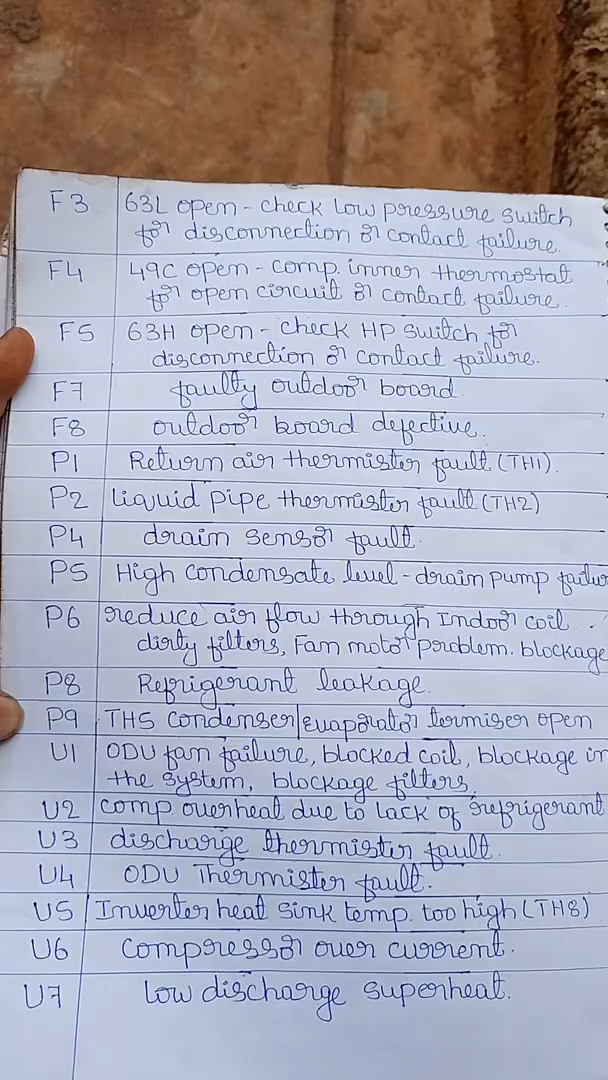 F3 63L open - check low pressure switch
for disconnection or contact failure.
F4 49C open - comp. inner thermostat
for open circuit or contact failure.
F5 63H open - check HP switch for
disconnection or contact failure.
F7 faulty outdoor board.
F8 outdoor board defective.
P1 Return air thermister fault (TH1).
P2 liquid pipe thermister fault (TH2)
P4 drain sensor fault.
P5 High condensate level - drain pump failur
P6 reduce air flow through Indoor coil.
dirty filters, Fan motor problem. blockage
P8 Refrigerant leakage.
P9 TH5 condenser/evaporator termiser open
U1 ODU fan failure, blocked coil, blockage in
the system, blockage filters.
U2 comp. overheat due to lack of refrigerant
U3 discharge thermister fault.
U4 ODU Thermister fault.
U5 Inverter heat sink temp. too high (TH8)
U6 compressor over current.
U7 low discharge superheat.